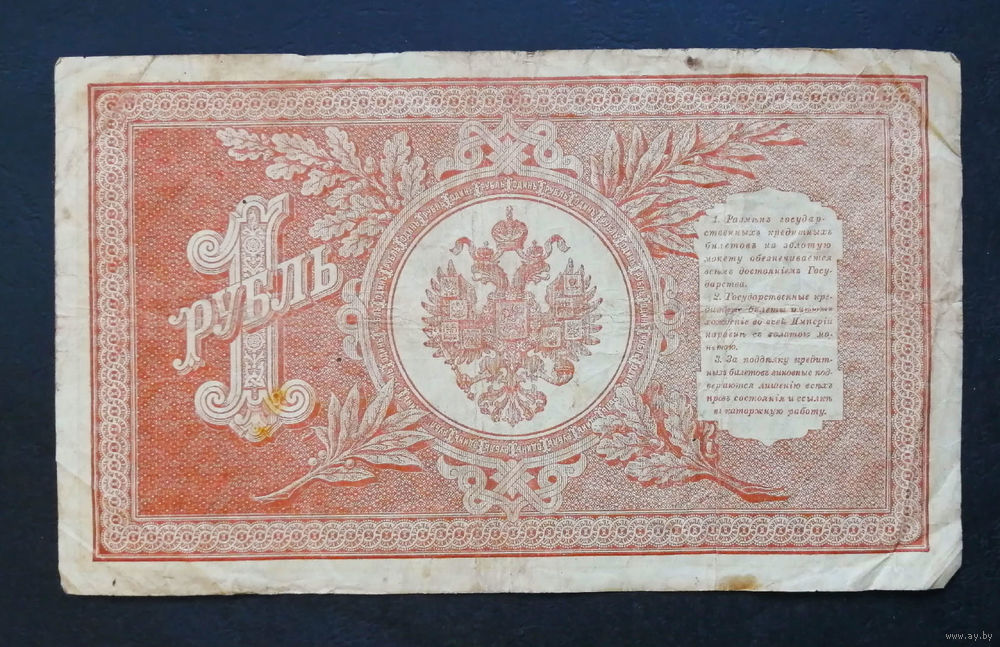 1
РУБЛЬ
1. Размѣнъ государ-
ственныхъ кредитныхъ
билетовъ на золотую
монету обезпечивается
всѣмъ достояніемъ Госу-
дарства.
2. Государственные кре-
дитные билеты имѣютъ
хожденіе во всей Имперіи
наравнѣ съ золотою мо-
нетою.
3. За поддѣлку кредит-
ныхъ билетовъ виновные под-
вергаются лишенію всѣхъ
правъ состоянія и ссылкѣ
въ каторжную работу.
www.ay.by